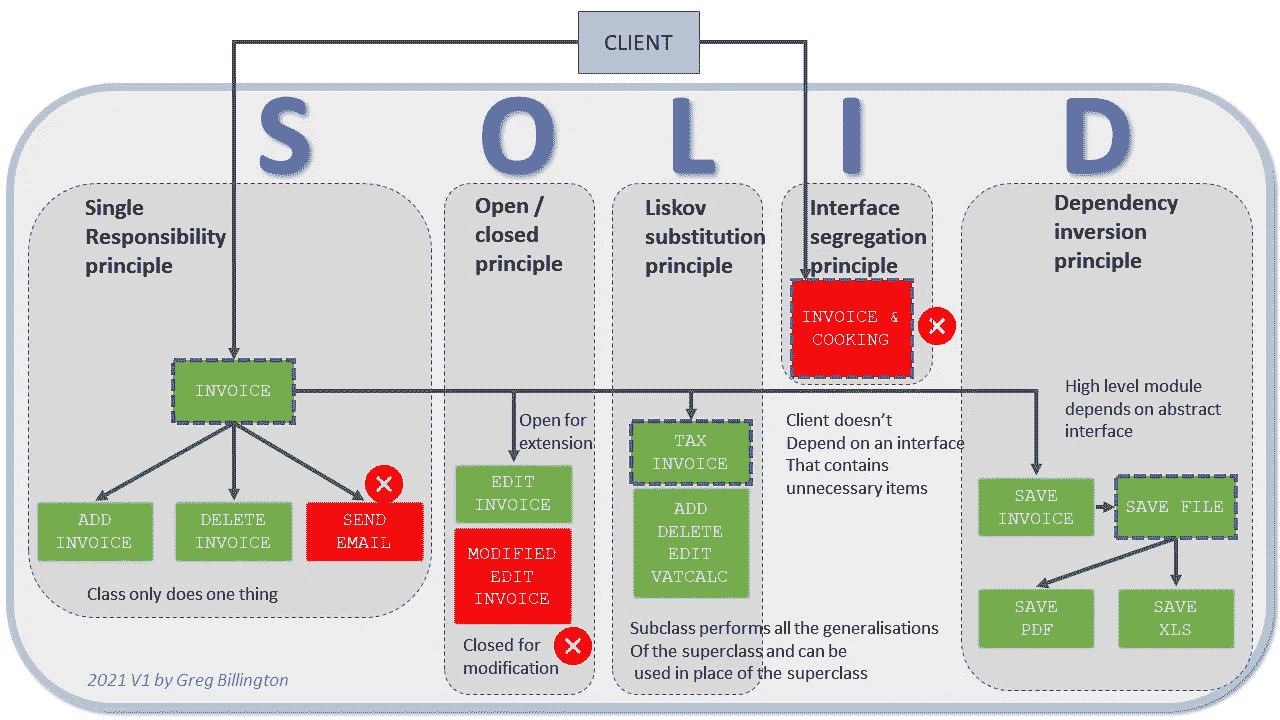 CLIENT
S O L I D
Single
Responsibility
principle
INVOICE
ADD
INVOICE
DELETE
INVOICE
SEND
EMAIL
Class only does one thing
Open /
closed
principle
Open for
extension
EDIT
INVOICE
MODIFIED
EDIT
INVOICE
Closed for
modification
Liskov
substitution
principle
TAX
INVOICE
ADD
DELETE
EDIT
VATCALC
Subclass performs all the generalisations
Of the superclass and can be
used in place of the superclass
Interface
segregation
principle
INVOICE &
COOKING
Client doesn't
Depend on an interface
That contains
unnecessary items
Dependency
inversion
principle
High level module
depends on abstract
interface
SAVE
INVOICE
SAVE FILE
SAVE
PDF
SAVE
XLS
2021 V1 by Greg Billington